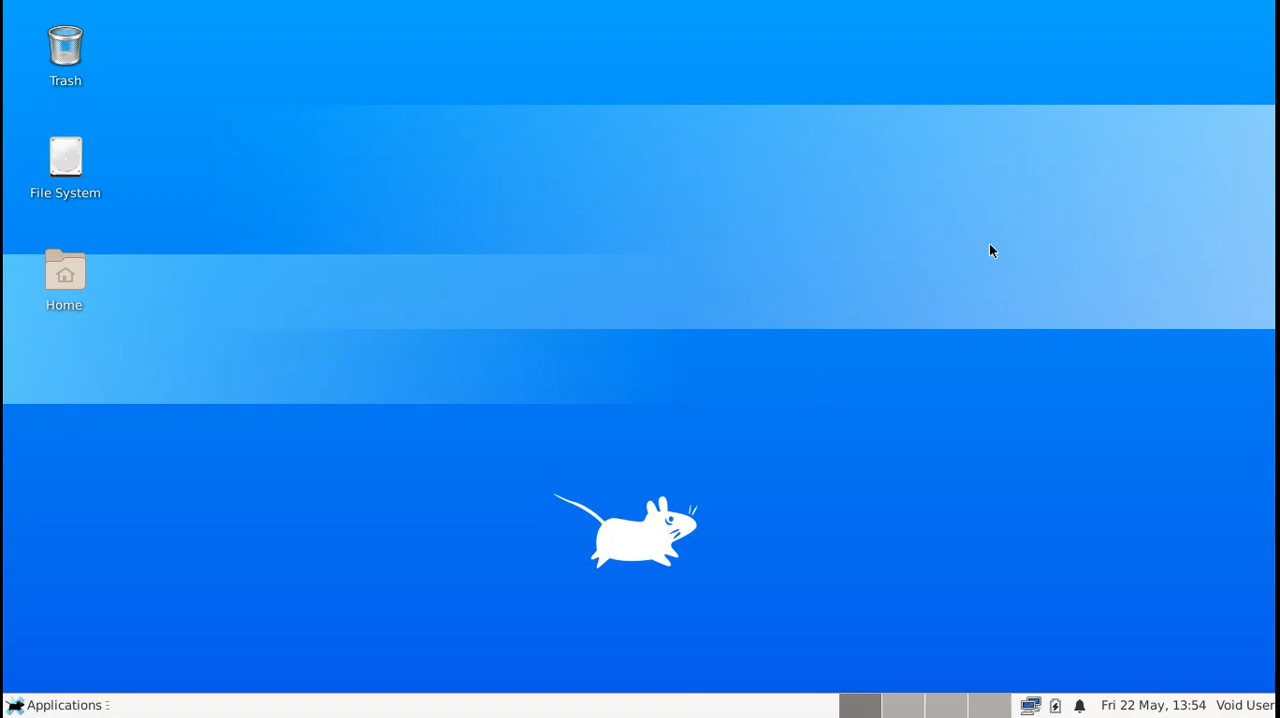 Trash
File System
Home
Applications
Fri 22 May, 13:54 Void User